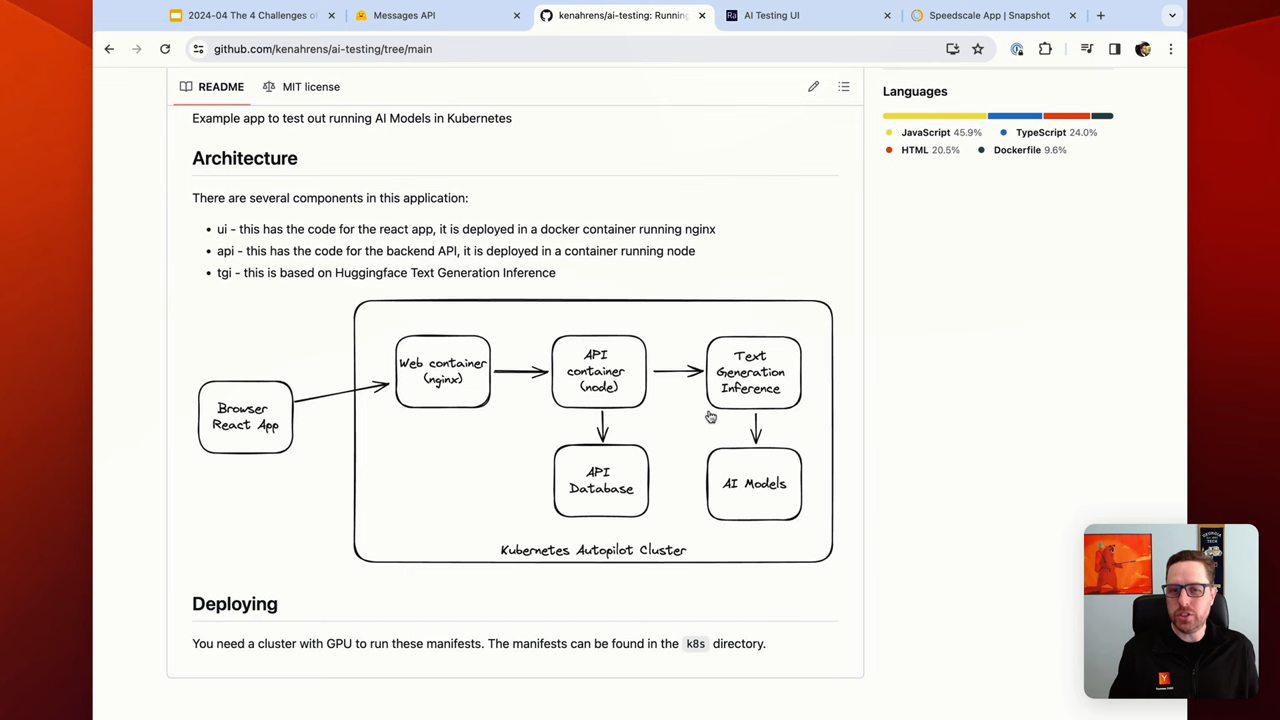 2024-04 The 4 Challenges of
Messages API
kenahrens/ai-testing: Running
AI Testing UI
Speedscale App | Snapshot
github.com/kenahrens/ai-testing/tree/main
README
MIT license
Example app to test out running AI Models in Kubernetes
Architecture
There are several components in this application:
• ui - this has the code for the react app, it is deployed in a docker container running nginx
• api - this has the code for the backend API, it is deployed in a container running node
• tgi - this is based on Huggingface Text Generation Inference
Browser
React App
Web container
(nginx)
API
container
(node)
Text
Generation
Inference
API
Database
AI Models
Kubernetes Autopilot Cluster
Deploying
You need a cluster with GPU to run these manifests. The manifests can be found in the k8s directory.
Languages
JavaScript 45.9%
TypeScript 24.0%
HTML 20.5%
Dockerfile 9.6%
Ra
Y